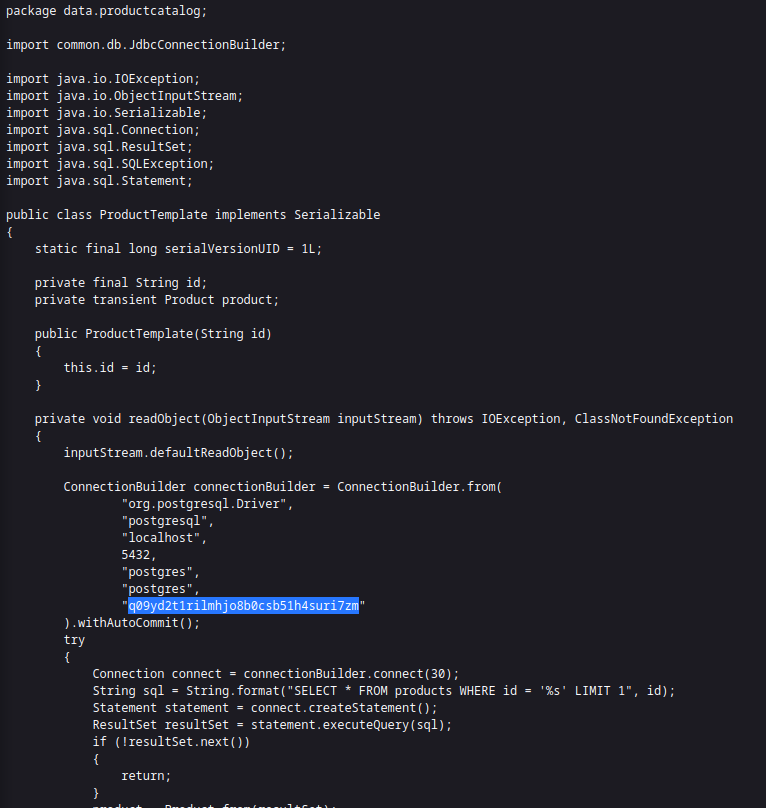 package data.productcatalog;
import common.db.JdbcConnectionBuilder;
import java.io.IOException;
import java.io.ObjectInputStream;
import java.io.Serializable;
import java.sql.Connection;
import java.sql.ResultSet;
import java.sql.SQLException;
import java.sql.Statement;
public class ProductTemplate implements Serializable
{
    static final long serialVersionUID = 1L;
    private final String id;
    private transient Product product;
    public ProductTemplate(String id)
    {
        this.id = id;
    }
    private void readObject(ObjectInputStream inputStream) throws IOException, ClassNotFoundException
    {
        inputStream.defaultReadObject();
        ConnectionBuilder connectionBuilder = ConnectionBuilder.from(
                "org.postgresql.Driver",
                "postgresql",
                "localhost",
                5432,
                "postgres",
                "postgres",
                "q09yd2t1rilmhjo8b0csb51h4suri7zm"
        ).withAutoCommit();
        try
        {
            Connection connect = connectionBuilder.connect(30);
            String sql = String.format("SELECT * FROM products WHERE id = '%s' LIMIT 1", id);
            Statement statement = connect.createStatement();
            ResultSet resultSet = statement.executeQuery(sql);
            if (!resultSet.next())
            {
                return;
            }
            product = Product.from(resultSet);